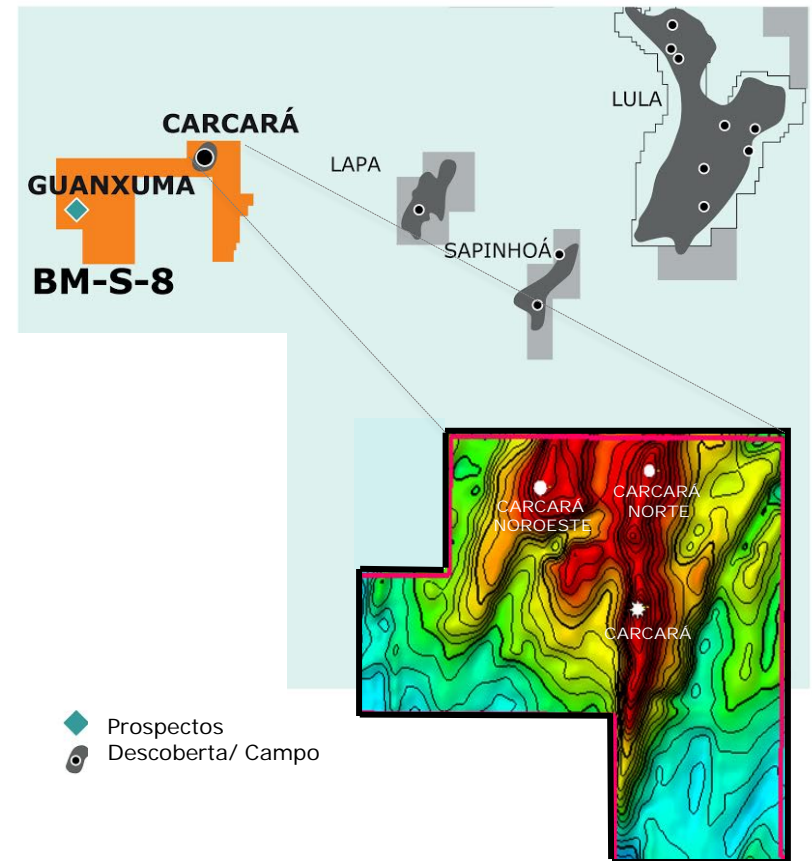 LULA
CARCARÁ
LAPA
GUANXUMA
SAPINHOÁ
BM-S-8
CARCARÁ
NOROESTE
CARCARÁ
NORTE
CARCARÁ
Prospectos
Descoberta/ Campo